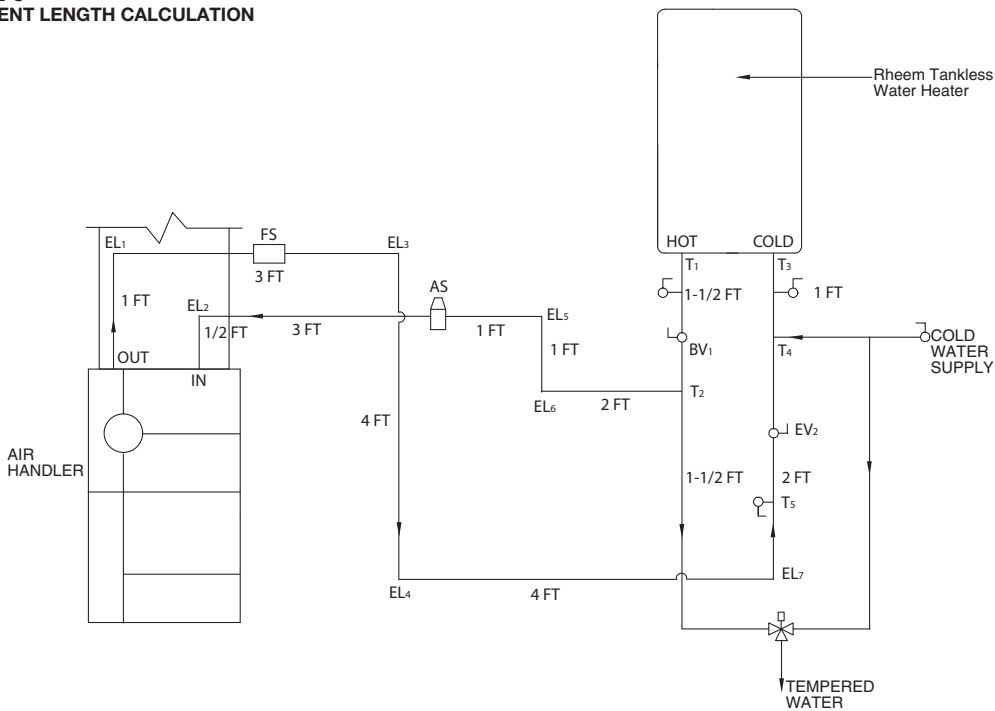 ENT LENGTH CALCULATION
Rheem Tankless
Water Heater
HOT
COLD
EL1
FS
EL3
T1
T3
3 FT
AS
1 FT
EL2
1-1/2 FT
1 FT
1/2 FT
3 FT
1 FT
EL5
1 FT
BV1
T4
COLD
WATER
SUPPLY
OUT
IN
T2
EL6
2 FT
4 FT
EV2
AIR
HANDLER
1-1/2 FT
2 FT
T5
EL7
EL4
4 FT
TEMPERED
WATER